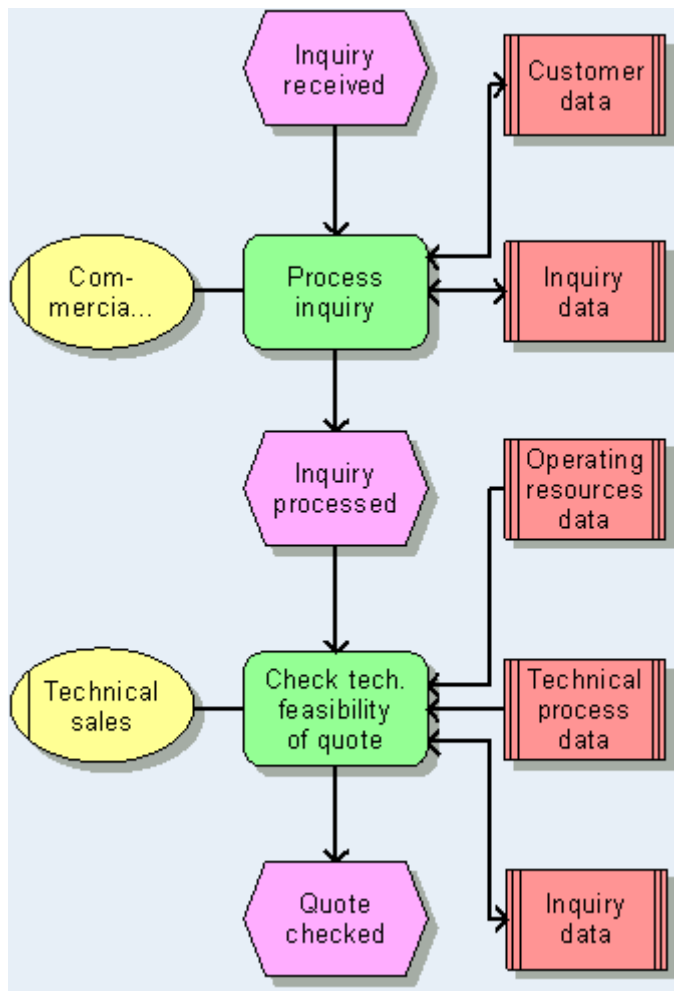 Inquiry
received
Customer
data
Com-
mercia...
Process
inquiry
Inquiry
data
Inquiry
processed
Operating
resources
data
Technical
sales
Check tech.
feasibility
of quote
Technical
process
data
Quote
checked
Inquiry
data